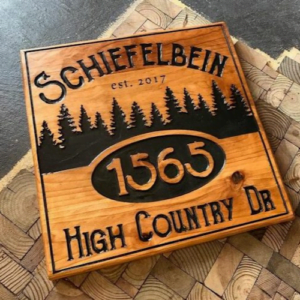 SCHIEFELBEIN
EST. 2017
1565
HIGH COUNTRY DR